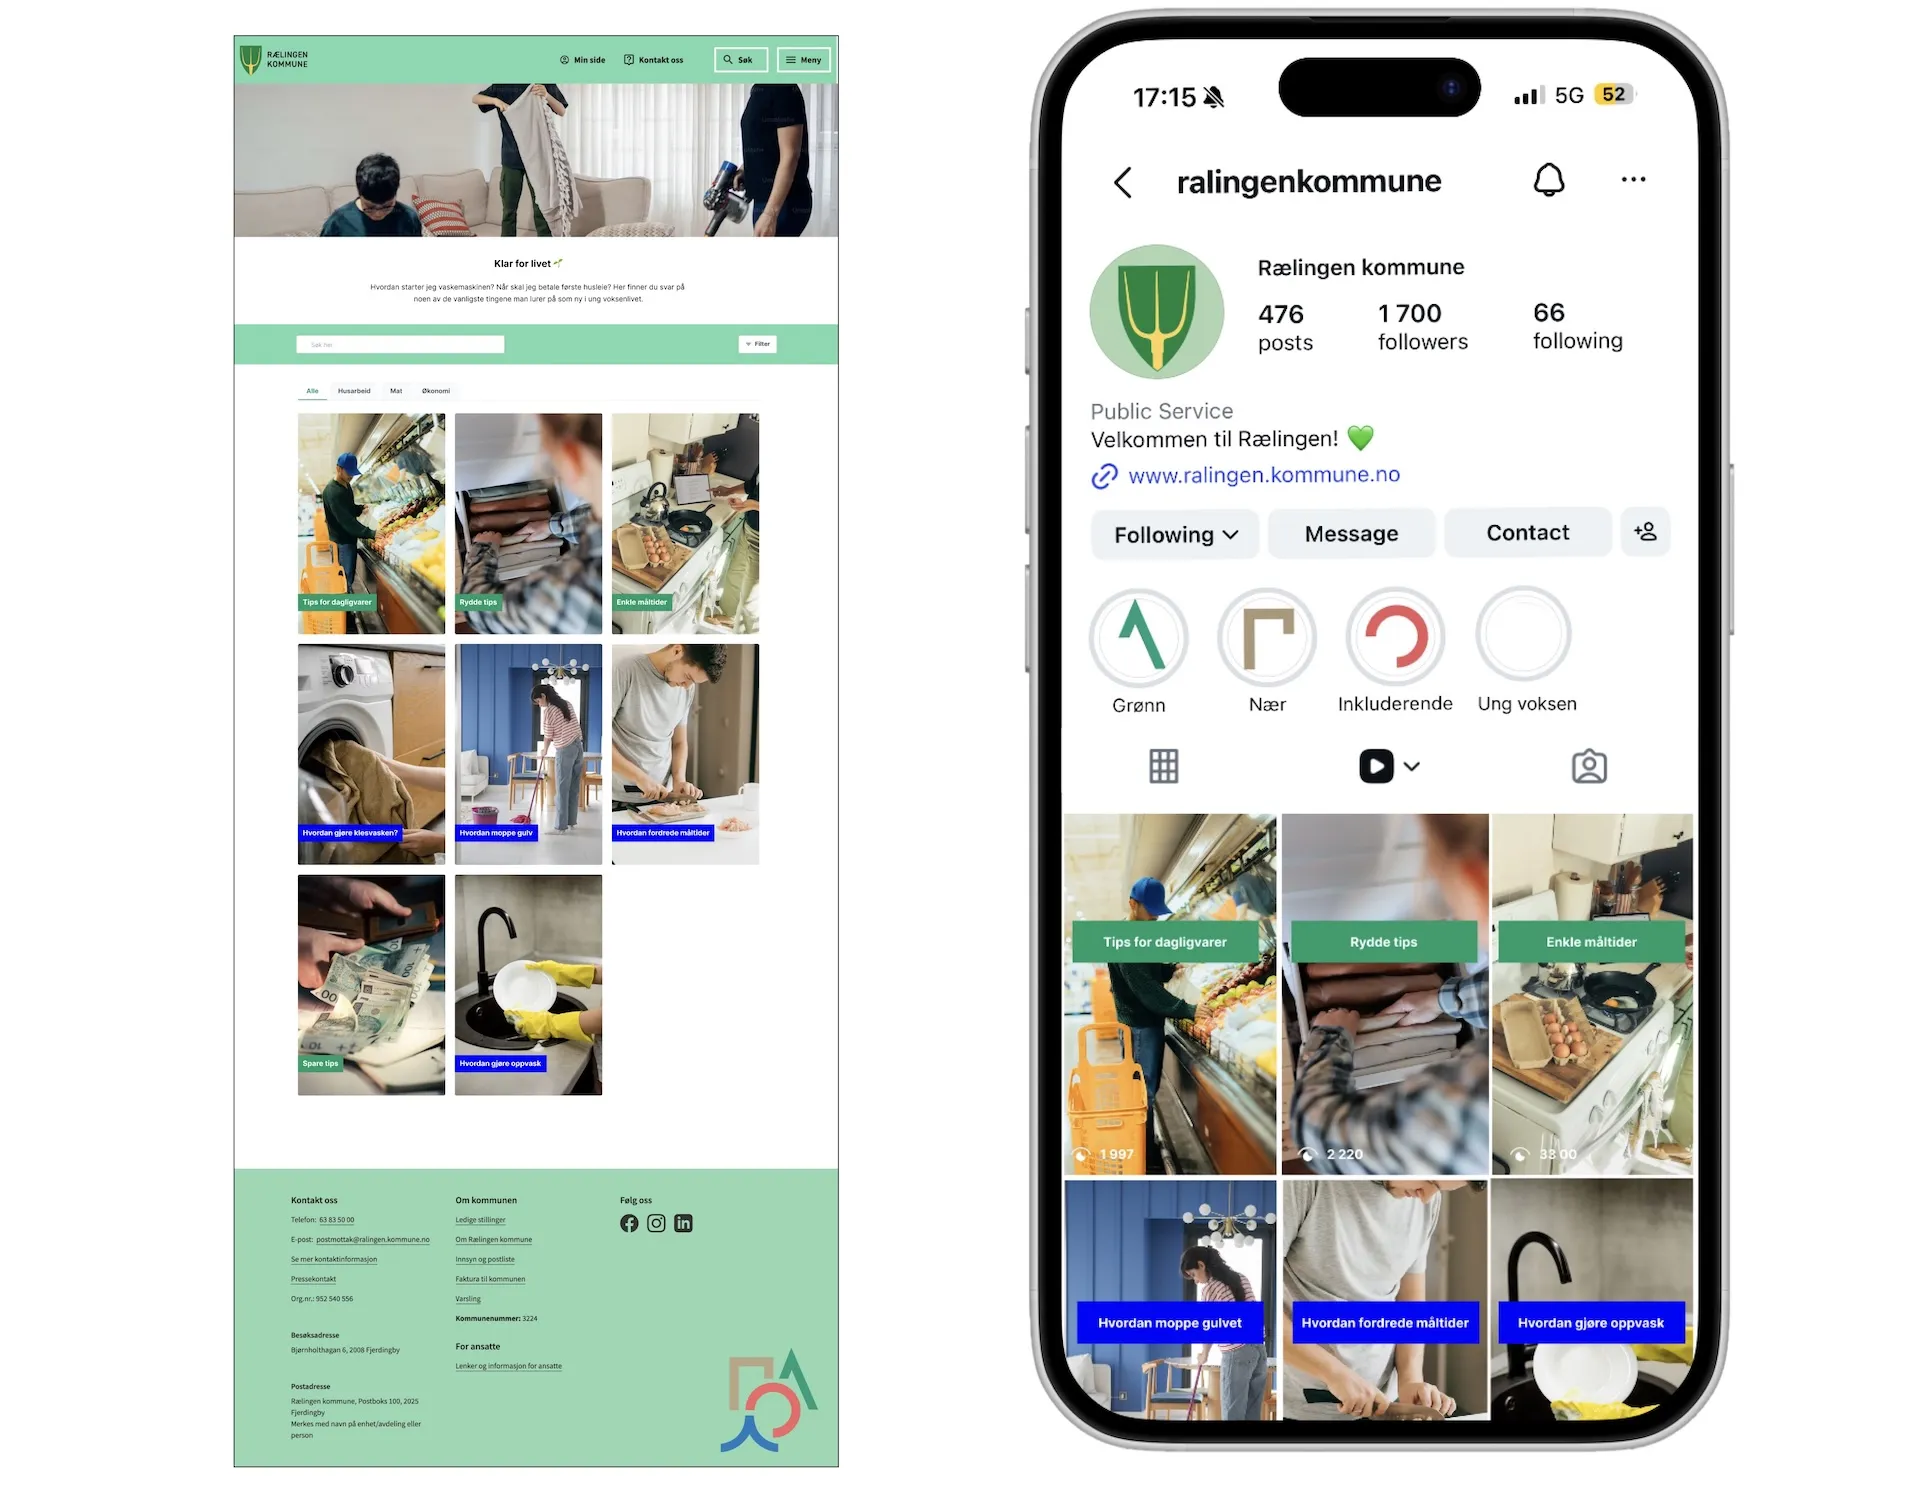 RÆLINGEN
KOMMUNE
Min side
Kontakt oss
Søk
Meny
Klar for livet
Hvordan starter jeg vaskemaskinen? Når skal jeg betale første husleie? Her finner du svar på
noen av de vanligste tingene man lurer på som ny i ung voksenlivet.
Søk her
Filter
Alle
Husarbeid
Mat
Økonomi
Tips for dagligvarer
Rydde tips
Enkle måltider
Hvordan gjøre klesvasken?
Hvordan moppe gulv
Hvordan fordrede måltider
Spare tips
Hvordan gjøre oppvask
Kontakt oss
Telefon: 63 83 50 00
E-post: postmottak@ralingen.kommune.no
Se mer kontaktinformasjon
Pressekontakt
Org.nr.: 952 540 556
Besøksadresse
Bjørnholthagan 6, 2008 Fjerdingby
Postadresse
Rælingen kommune, Postboks 100, 2025
Fjerdingby
Merkes med navn på enhet/avdeling eller
person
Om kommunen
Ledige stillinger
Om Rælingen kommune
Innsyn og postliste
Faktura til kommunen
Varsling
Kommunenummer: 3224
For ansatte
Lenker og informasjon for ansatte
Følg oss
17:15
5G
52
ralingenkommune
Rælingen kommune
476
posts
1 700
followers
66
following
Public Service
Velkommen til Rælingen!
www.ralingen.kommune.no
Following
Message
Contact
Grønn
Nær
Inkluderende
Ung voksen
Tips for dagligvarer
Rydde tips
Enkle måltider
1 997
2 220
33 00
Hvordan moppe gulvet
Hvordan fordrede måltider
Hvordan gjøre oppvask